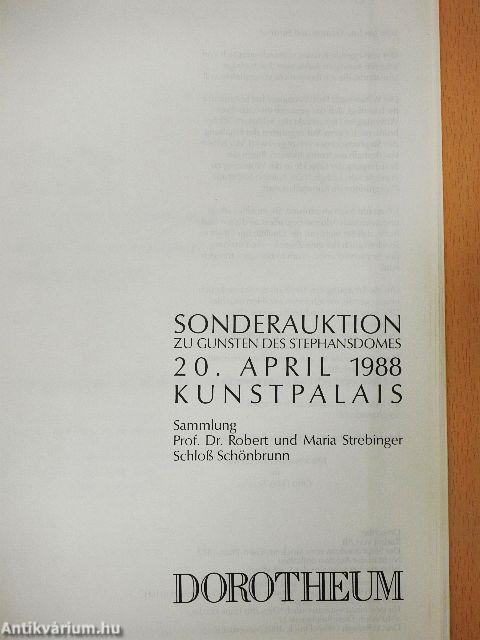 SONDERAUKTION
ZU GUNSTEN DES STEPHANSDOMES
20. APRIL 1988
KUNSTPALAIS
Sammlung
Prof. Dr. Robert und Maria Strebinger
Schloß Schönbrunn
DOROTHEUM
Antikvárium.hu